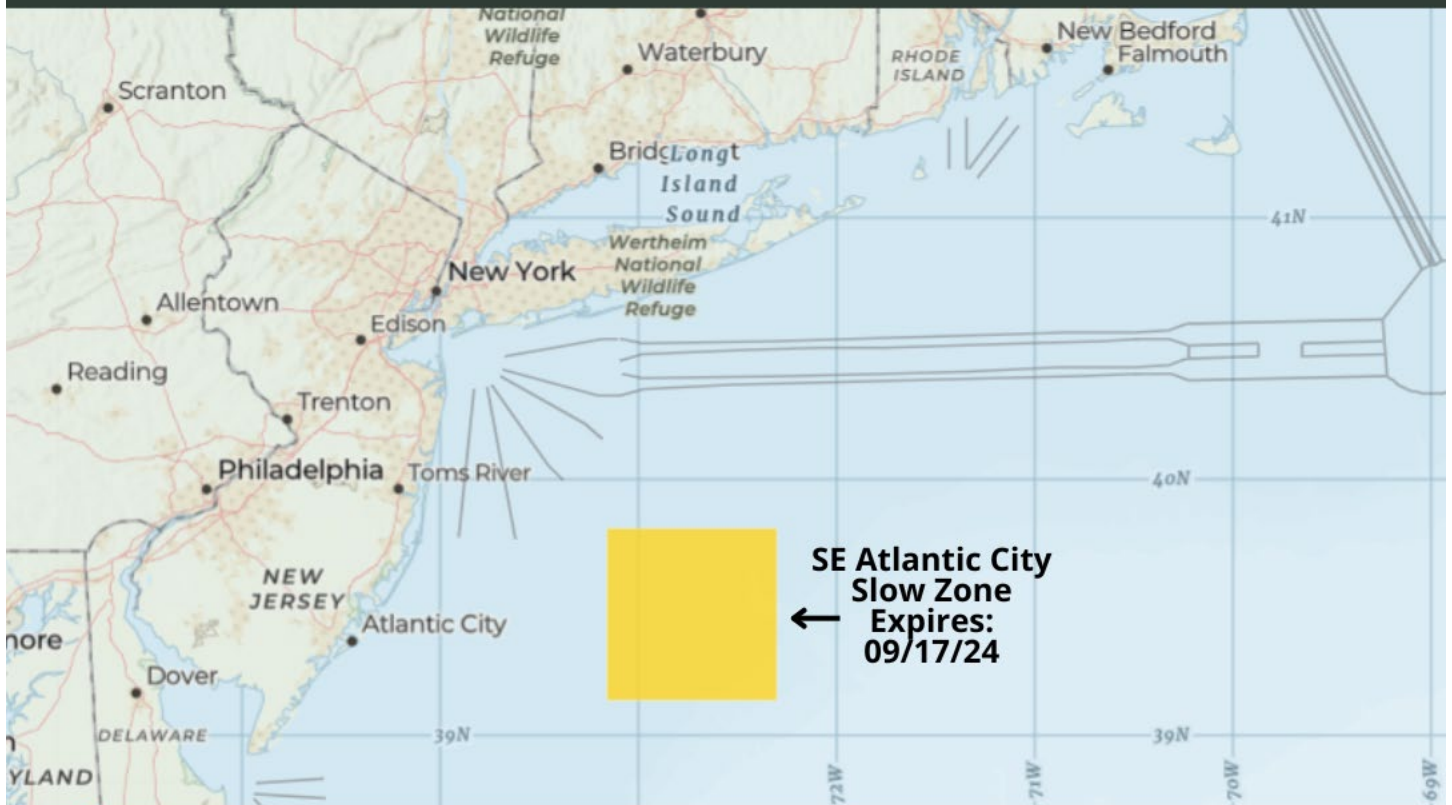 National
Wildlife
Refuge
Waterbury
RHODE
ISLAND
New Bedford
Falmouth
Scranton
Long
Island
Sound
41N
Wertheim
National
Wildlife
Refuge
New York
Allentown
Edison
Reading
Trenton
Philadelphia
Toms River
40N
SE Atlantic City
Slow Zone
Expires:
09/17/24
NEW
JERSEY
Atlantic City
Dover
DELAWARE
39N
39N
72W
71W
70W
69W